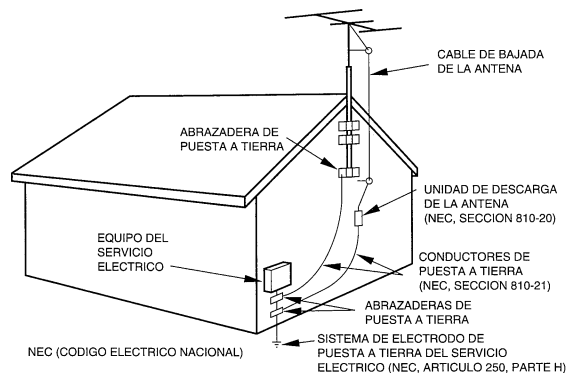 CABLE DE BAJADA
DE LA ANTENA
ABRAZADERA DE
PUESTA A TIERRA
UNIDAD DE DESCARGA
DE LA ANTENA
(NEC, SECCION 810-20)
EQUIPO DEL
SERVICIO
ELECTRICO
CONDUCTORES DE
PUESTA A TIERRA
(NEC, SECCION 810-21)
ABRAZADERAS DE
PUESTA A TIERRA
SISTEMA DE ELECTRODO DE
PUESTA A TIERRA DEL SERVICIO
ELECTRICO (NEC, ARTICULO 250, PARTE H)
NEC (CODIGO ELECTRICO NACIONAL)